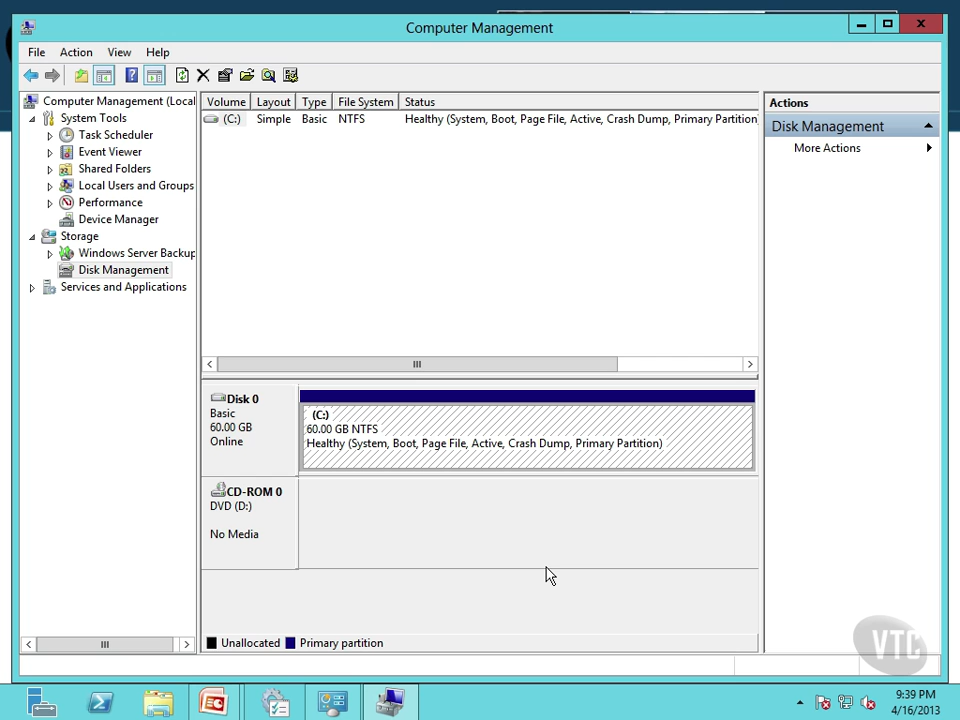 Computer Management
File Action View Help
Computer Management (Local
System Tools
Task Scheduler
Event Viewer
Shared Folders
Local Users and Groups
Performance
Device Manager
Storage
Windows Server Backup
Disk Management
Services and Applications
Volume Layout Type File System Status
(C:) Simple Basic NTFS Healthy (System, Boot, Page File, Active, Crash Dump, Primary Partition
Disk 0
Basic
60.00 GB
Online
(C:)
60.00 GB NTFS
Healthy (System, Boot, Page File, Active, Crash Dump, Primary Partition)
CD-ROM 0
DVD (D:)
No Media
Unallocated Primary partition
Actions
Disk Management
More Actions
VTC
9:39 PM
4/16/2013